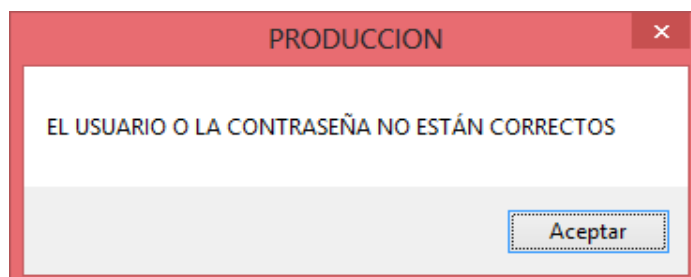 PRODUCCION
EL USUARIO O LA CONTRASEÑA NO ESTÁN CORRECTOS
Aceptar